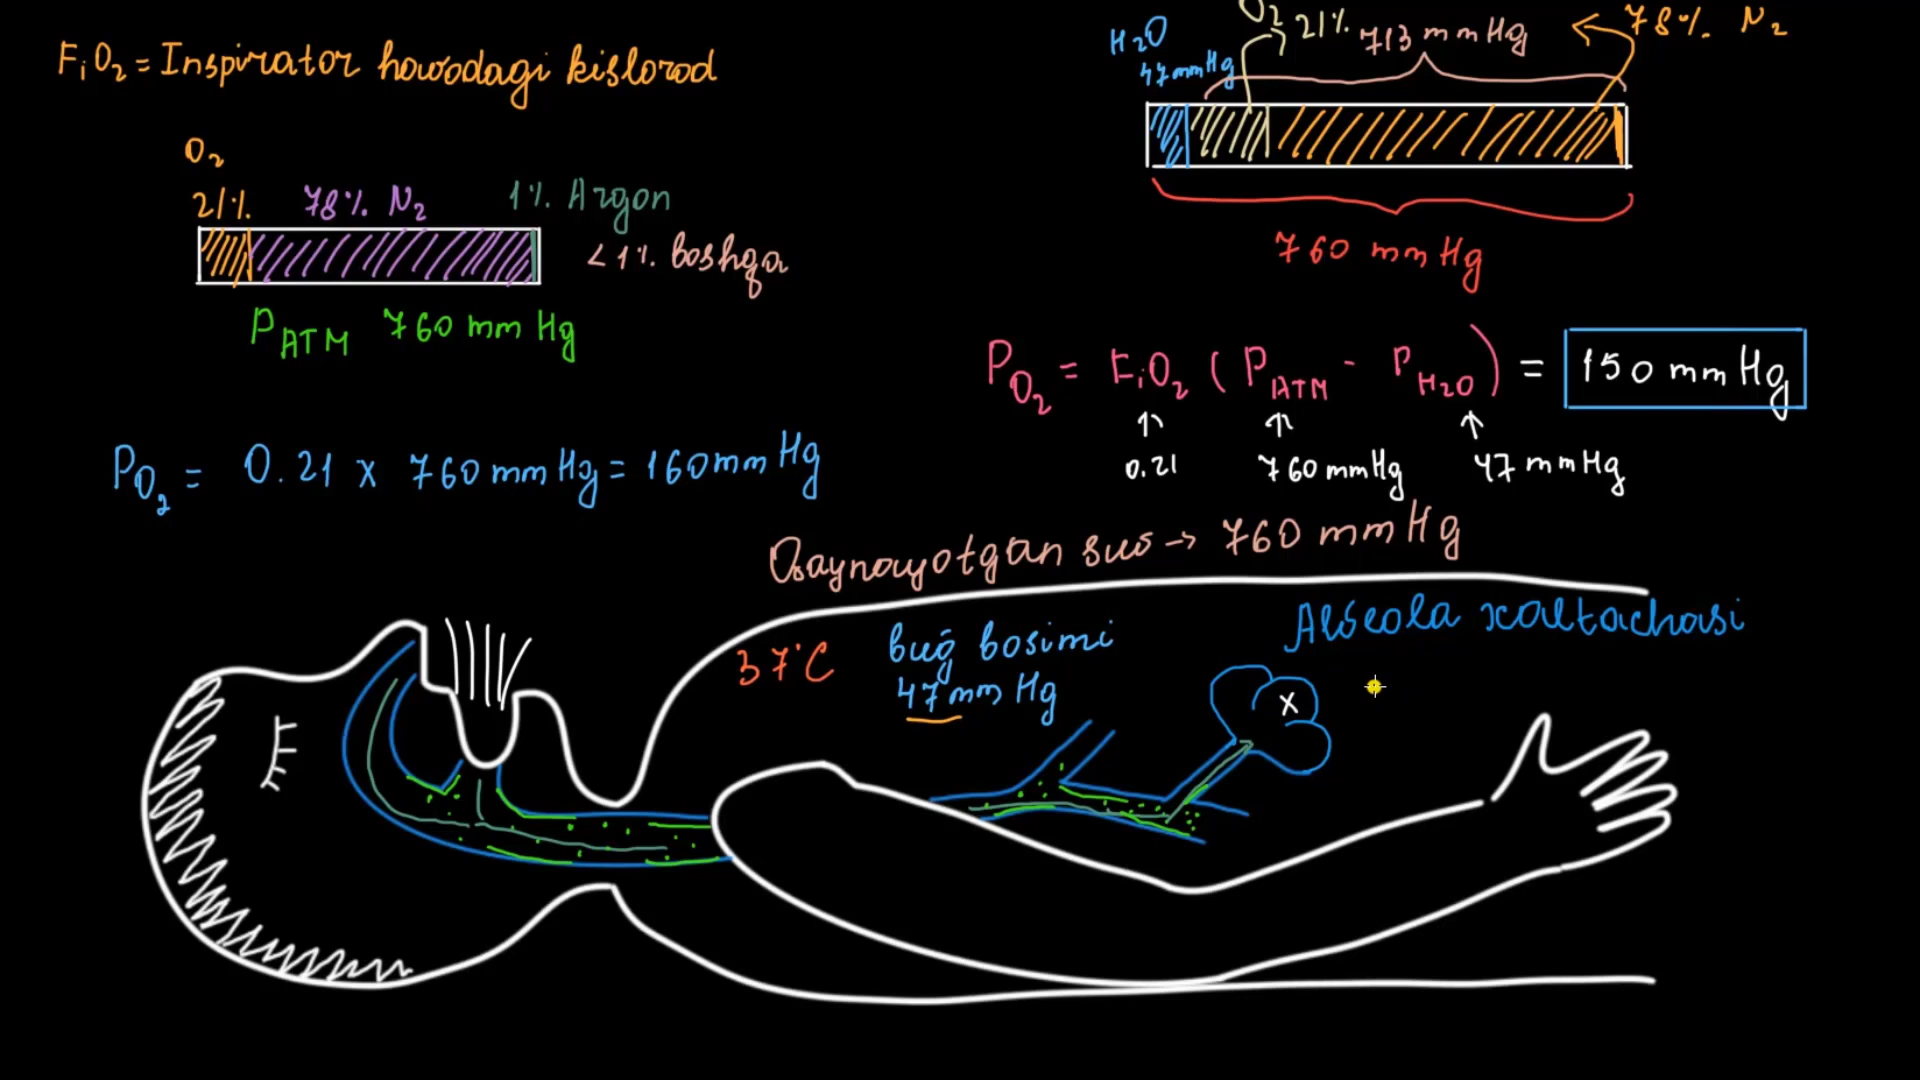 FiO₂ = Inspirator havodagi kislorod
O₂
21%. 78%. N₂ 1%. Argon
<1%. boshqa
P ATM 760 mm Hg
PO₂ = 0.21 x 760 mm Hg = 160 mm Hg
H₂O
47 mmHg
O₂ 21%
713 mm Hg
78%. N₂
760 mm Hg
PO₂ = FiO₂ (P ATM - P H₂O) = 150 mm Hg
0.21 760 mmHg 47 mmHg
Qaynayotgan suv → 760 mm Hg
37°C
bug' bosimi
47 mm Hg
Alveola xaltachasi
x